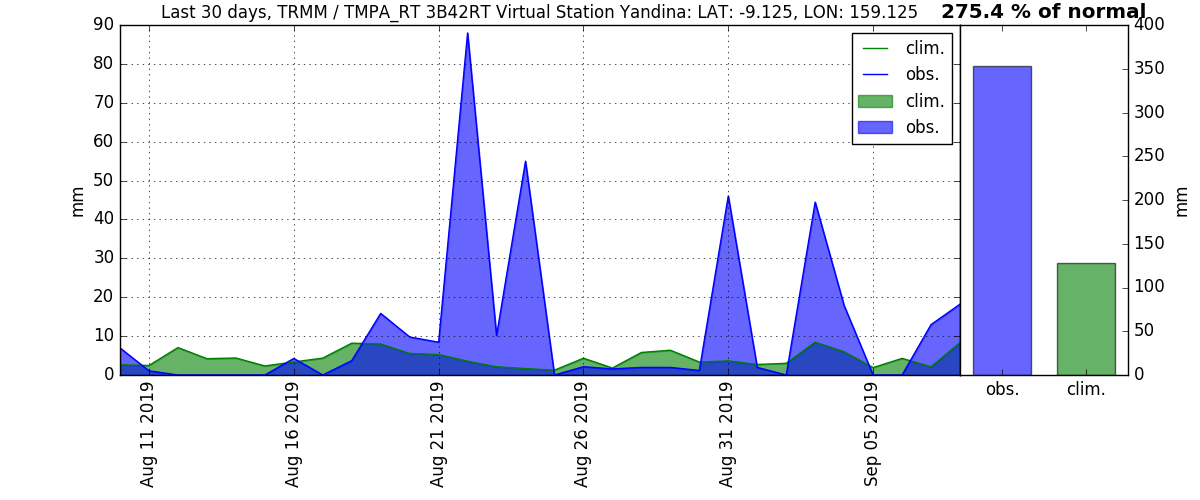 Last 30 days, TRMM / TMPA_RT 3B42RT Virtual Station Yandina: LAT: -9.125, LON: 159.125
275.4 % of normal
90
80
70
60
50
40
30
20
10
0
mm
clim.
obs.
clim.
obs.
Aug 11 2019
Aug 16 2019
Aug 21 2019
Aug 26 2019
Aug 31 2019
Sep 05 2019
400
350
300
250
200
150
100
50
0
mm
obs.
clim.